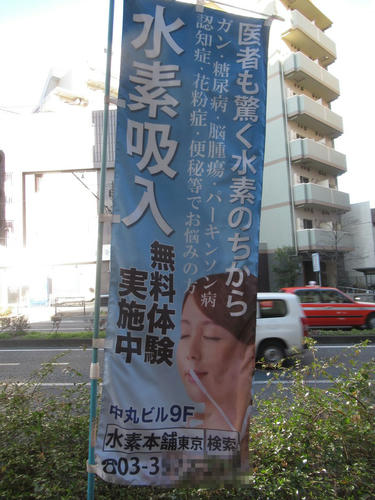 医者も驚く水素のちから
ガン・糖尿病・脳腫瘍・パーキンソン病
認知症・花粉症・便秘等でお悩みの方
水素吸入
無料体験
実施中
中丸ビル9F
水素本舗東京 検索
☎03-3